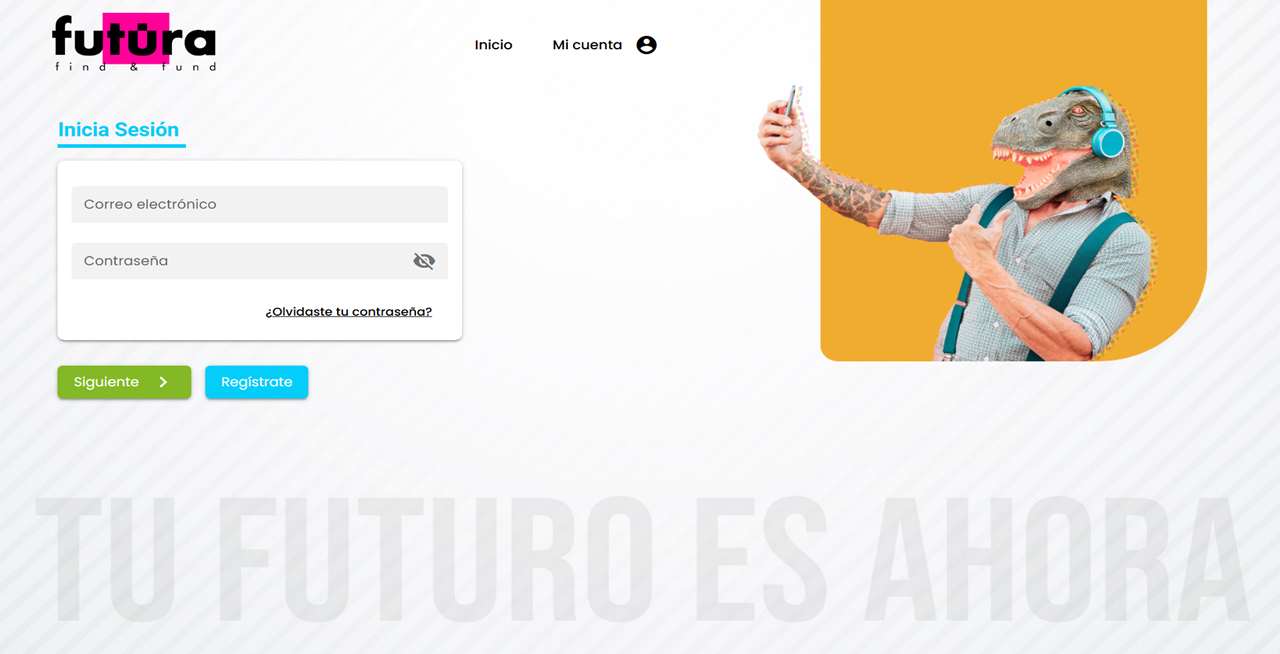 futura
find & fund
Inicio
Mi cuenta
Inicia Sesión
Correo electrónico
Contraseña
¿Olvidaste tu contraseña?
Siguiente
Regístrate
TU FUTURO ES AHORA